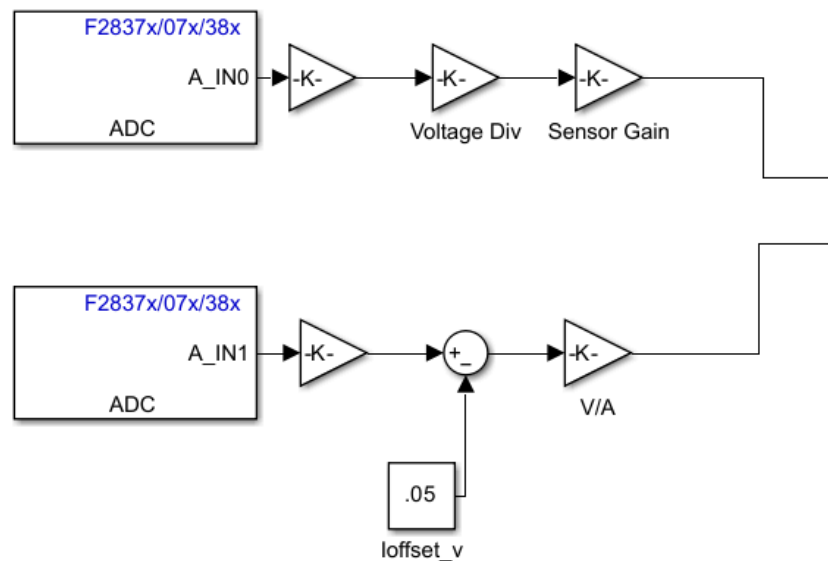 F2837x/07x/38x
A_IN0
ADC
-K-
-K-
Voltage Div
-K-
Sensor Gain
F2837x/07x/38x
A_IN1
ADC
-K-
+
_
-K-
V/A
.05
Ioffset_v